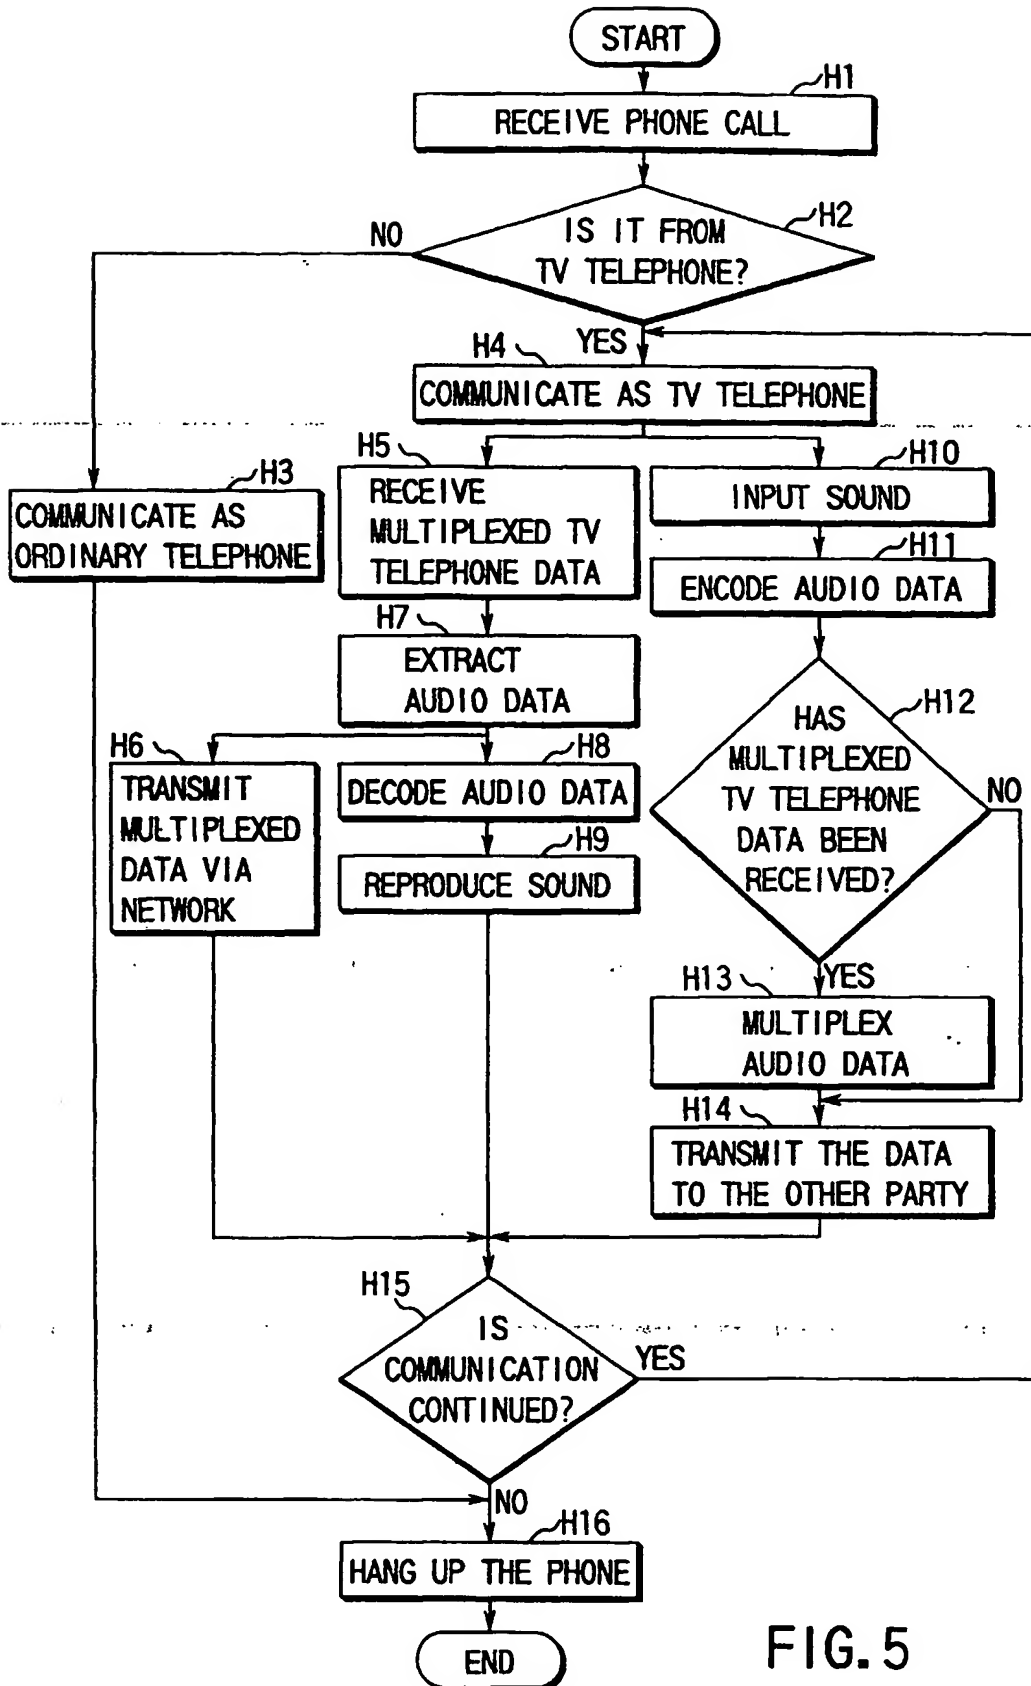 START
H1
RECEIVE PHONE CALL
H2
IS IT FROM
TV TELEPHONE?
NO
YES
H4
COMMUNICATE AS TV TELEPHONE
H3
COMMUNICATE AS
ORDINARY TELEPHONE
H5
RECEIVE
MULTIPLEXED TV
TELEPHONE DATA
H10
INPUT SOUND
H11
ENCODE AUDIO DATA
H7
EXTRACT
AUDIO DATA
H6
TRANSMIT
MULTIPLEXED
DATA VIA
NETWORK
H8
DECODE AUDIO DATA
H9
REPRODUCE SOUND
H12
HAS
MULTIPLEXED
TV TELEPHONE
DATA BEEN
RECEIVED?
NO
YES
H13
MULTIPLEX
AUDIO DATA
H14
TRANSMIT THE DATA
TO THE OTHER PARTY
H15
IS
COMMUNICATION
CONTINUED?
YES
NO
H16
HANG UP THE PHONE
END
FIG. 5